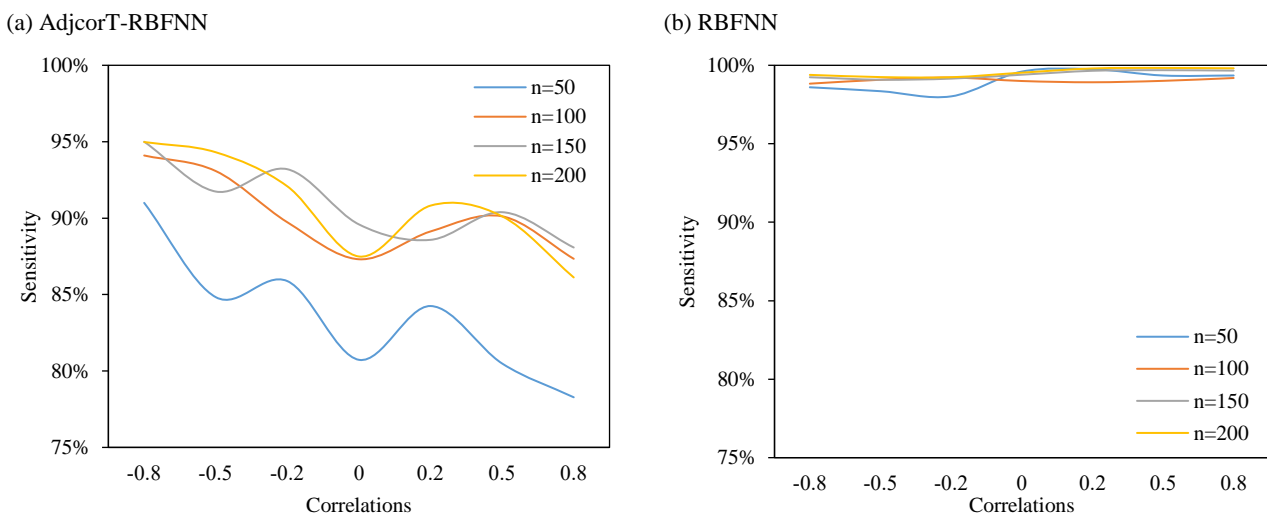 (a) AdjcorT-RBFNN
100%
95%
90%
85%
80%
75%
Sensitivity
-0.8 -0.5 -0.2 0 0.2 0.5 0.8
Correlations
n=50
n=100
n=150
n=200
(b) RBFNN
100%
95%
90%
85%
80%
75%
Sensitivity
-0.8 -0.5 -0.2 0 0.2 0.5 0.8
Correlations
n=50
n=100
n=150
n=200